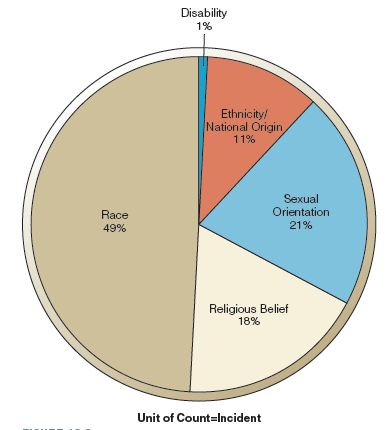 Disability
1%
Ethnicity/
National Origin
11%
Sexual
Orientation
21%
Race
49%
Religious Belief
18%
Unit of Count=Incident